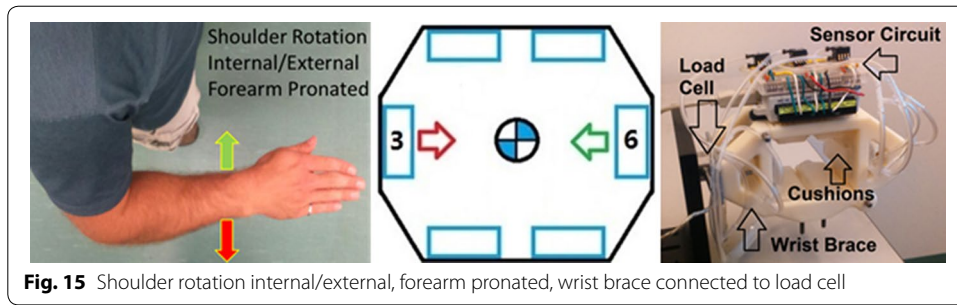 Shoulder Rotation
Internal/External
Forearm Pronated
3
6
Sensor Circuit
Load
Cell
Cushions
Wrist Brace
Fig. 15 Shoulder rotation internal/external, forearm pronated, wrist brace connected to load cell